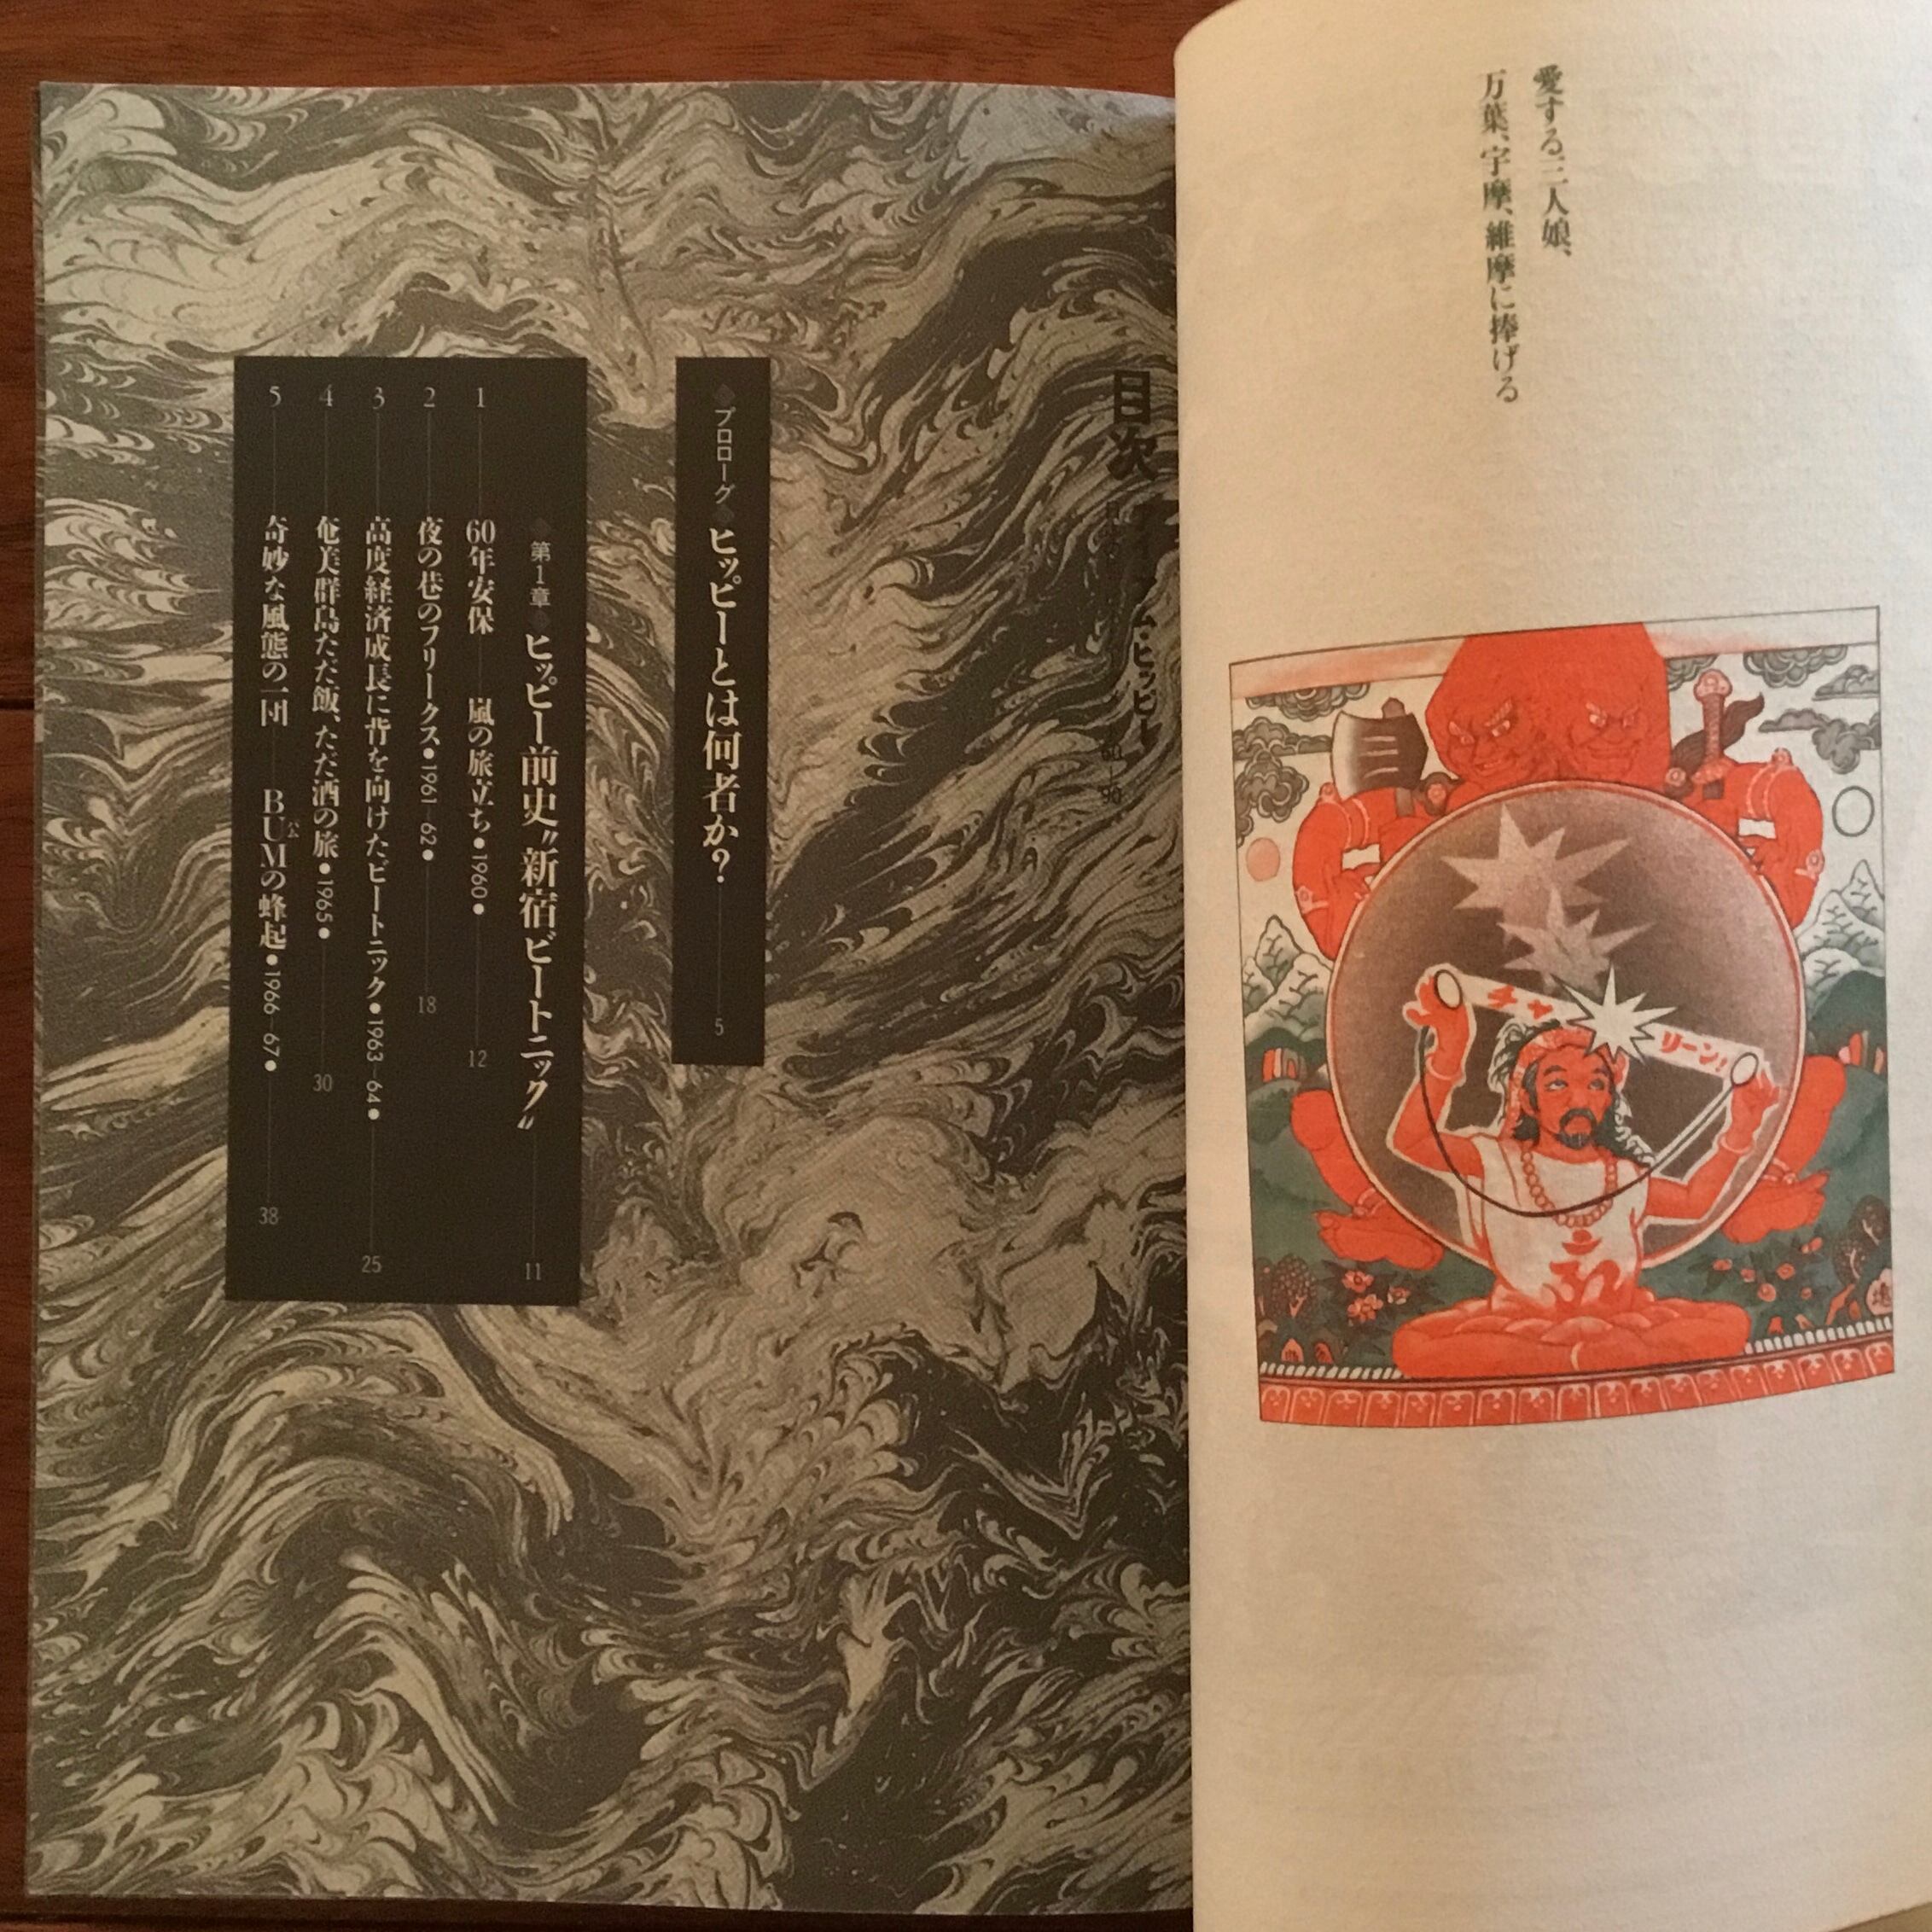 愛する三人娘、
万葉、宇摩、維摩に捧げる
チャリーン!
目次
ム・ヒッピー
◆プロローグ◆ヒッピーとは何者か? 5
◆第1章◆ヒッピー前史〝新宿ビートニック〟 11
1 60年安保──嵐の旅立ち●1960● 12
2 夜の巷のフリークス●1961─62● 18
3 高度経済成長に背を向けたビートニック●1963─64● 25
4 奄美群島ただ飯、ただ酒の旅●1965● 30
5 奇妙な風態の一団──BUMの蜂起●1966─67● 38